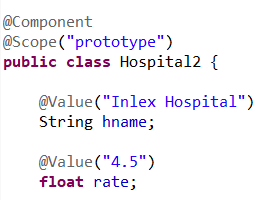 @Component
@Scope("prototype")
public class Hospital2 {
@Value("Inlex Hospital")
String hname;
@Value("4.5")
float rate;